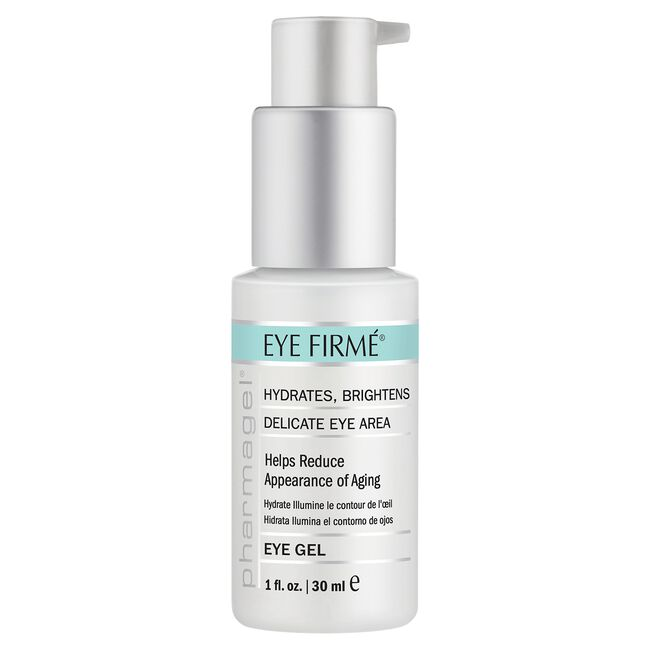 EYE FIRMÉ®
pharmagel®
HYDRATES, BRIGHTENS
DELICATE EYE AREA
Helps Reduce
Appearance of Aging
Hydrate Illumine le contour de l'œil
Hidrata Ilumina el contorno de ojos
EYE GEL
1 fl. oz. | 30 ml ℮